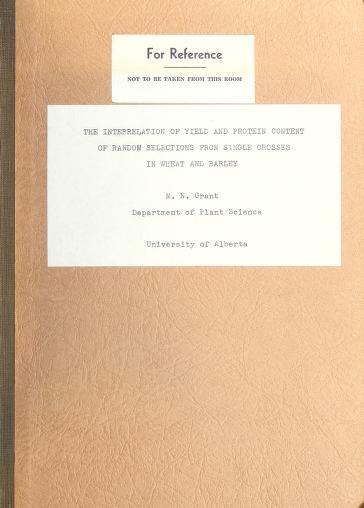 For Reference
NOT TO BE TAKEN FROM THIS ROOM
THE INTERRELATION OF YIELD AND PROTEIN CONTENT
OF RANDOM SELECTIONS FROM SINGLE CROSSES
IN WHEAT AND BARLEY
M. N. Grant
Department of Plant Science
University of Alberta